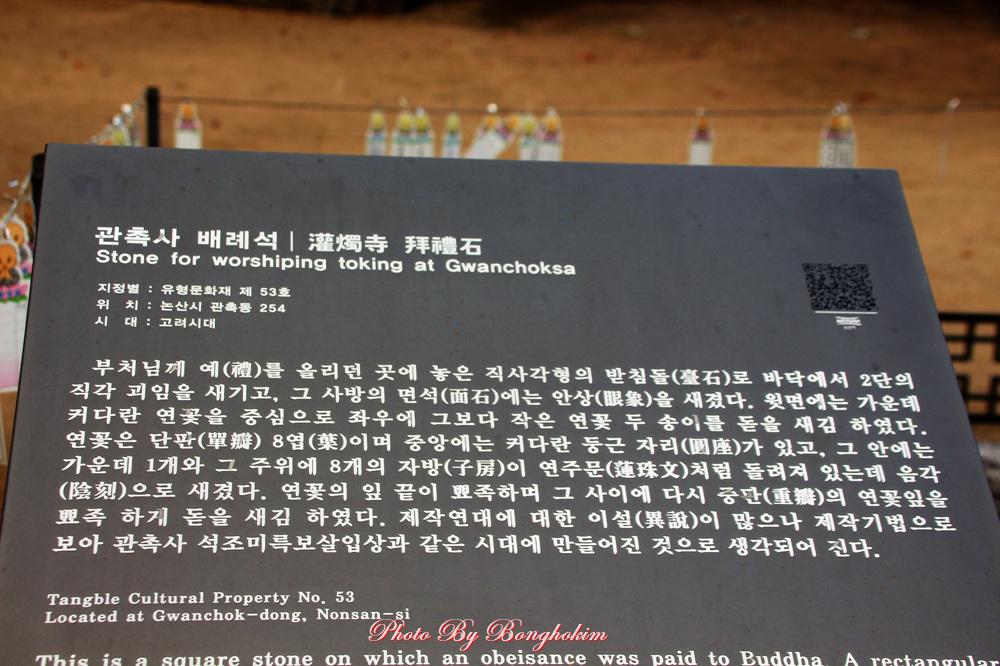 관촉사 배례석 | 灌燭寺 拜禮石
Stone for worshiping toking at Gwanchoksa
지정별 : 유형문화재 제 53호
위 치 : 논산시 관촉동 254
시 대 : 고려시대
부처님께 예(禮)를 올리던 곳에 놓은 직사각형의 받침돌(臺石)로 바닥에서 2단의
직각 괴임을 새기고, 그 사방의 면석(面石)에는 안상(眼象)을 새졌다. 윗면에는 가운데
커다란 연꽃을 중심으로 좌우에 그보다 작은 연꽃 두 송이를 돋을 새김 하였다.
연꽃은 단판(單瓣) 8엽(葉)이며 중앙에는 커다란 둥근 자리(圓座)가 있고, 그 안에는
가운데 1개와 그 주위에 8개의 자방(子房)이 연주문(蓮珠文)처럼 돌려져 있는데 음각
(陰刻)으로 새겼다. 연꽃의 잎 끝이 뾰족하며 그 사이에 다시 중판(重瓣)의 연꽃잎을
뾰족 하게 돋을 새김 하였다. 제작연대에 대한 이설(異說)이 많으나 제작기법으로
보아 관촉사 석조미륵보살입상과 같은 시대에 만들어진 것으로 생각되어 진다.
Tangble Cultural Property No. 53
Located at Gwanchok-dong, Nonsan-si
Photo By Bonghokim
This is a square stone on which an obeisance was paid to Buddha. A rectangular